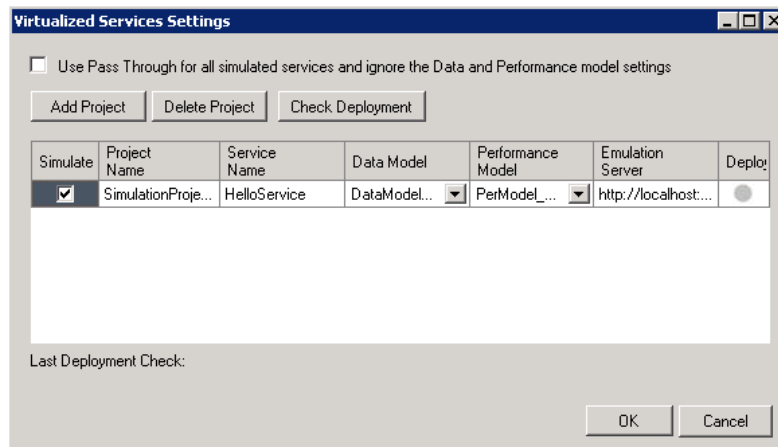 Virtualized Services Settings
Use Pass Through for all simulated services and ignore the Data and Performance model settings
Add Project Delete Project Check Deployment
Simulate Project Name Service Name Data Model Performance Model Emulation Server Deploy
SimulationProje... HelloService DataModel... PerModel_... http://localhost:...
Last Deployment Check:
OK Cancel